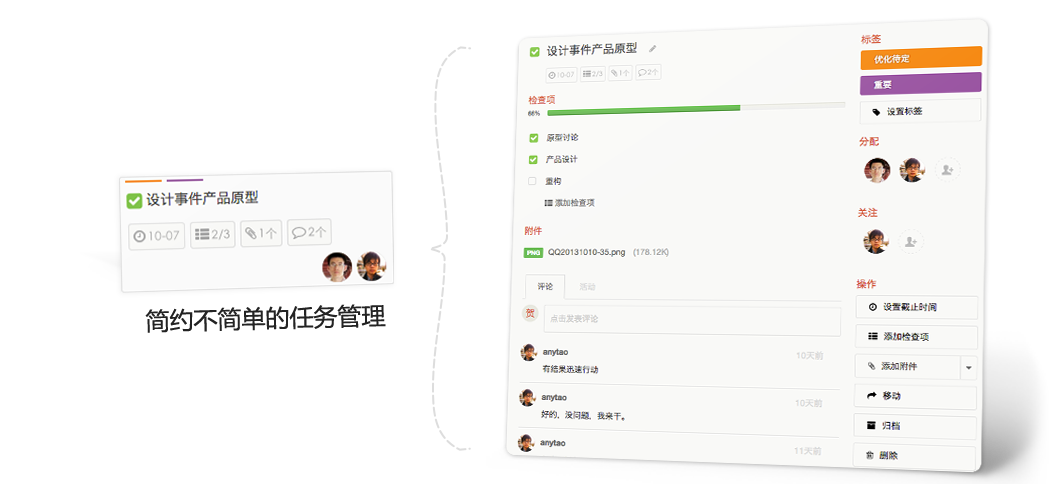 设计事件产品原型
10-07
2/3
1个
2个
简约不简单的任务管理
设计事件产品原型
10-07
2/3
1个
2个
检查项
66%
原型讨论
产品设计
重构
添加检查项
附件
PNG QQ20131010-35.png (178.12K)
评论
活动
贺
点击发表评论
anytao
10天前
有结果迅速行动
anytao
10天前
好的，没问题，我来干。
anytao
11天前
标签
优化待定
重要
设置标签
分配
关注
操作
设置截止时间
添加检查项
添加附件
移动
归档
删除